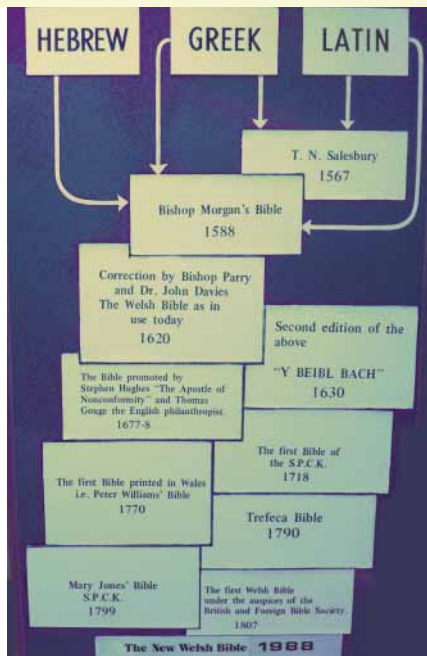 HEBREW
GREEK
LATIN
T. N. Salesbury
1567
Bishop Morgan's Bible
1588
Correction by Bishop Parry
and Dr. John Davies
The Welsh Bible as in
use today
1620
Second edition of the
above
"Y BEIBL BACH"
1630
The Bible promoted by
Stephen Hughes "The Apostle of
Nonconformity" and Thomas
Gouge the English philanthropist.
1677-8
The first Bible of
the S.P.C.K.
1718
The first Bible printed in Wales
i.e. Peter Williams' Bible
1770
Trefeca Bible
1790
Mary Jones' Bible
S.P.C.K.
1799
The first Welsh Bible
under the auspices of the
British and Foreign Bible Society.
1807
The New Welsh Bible 1988